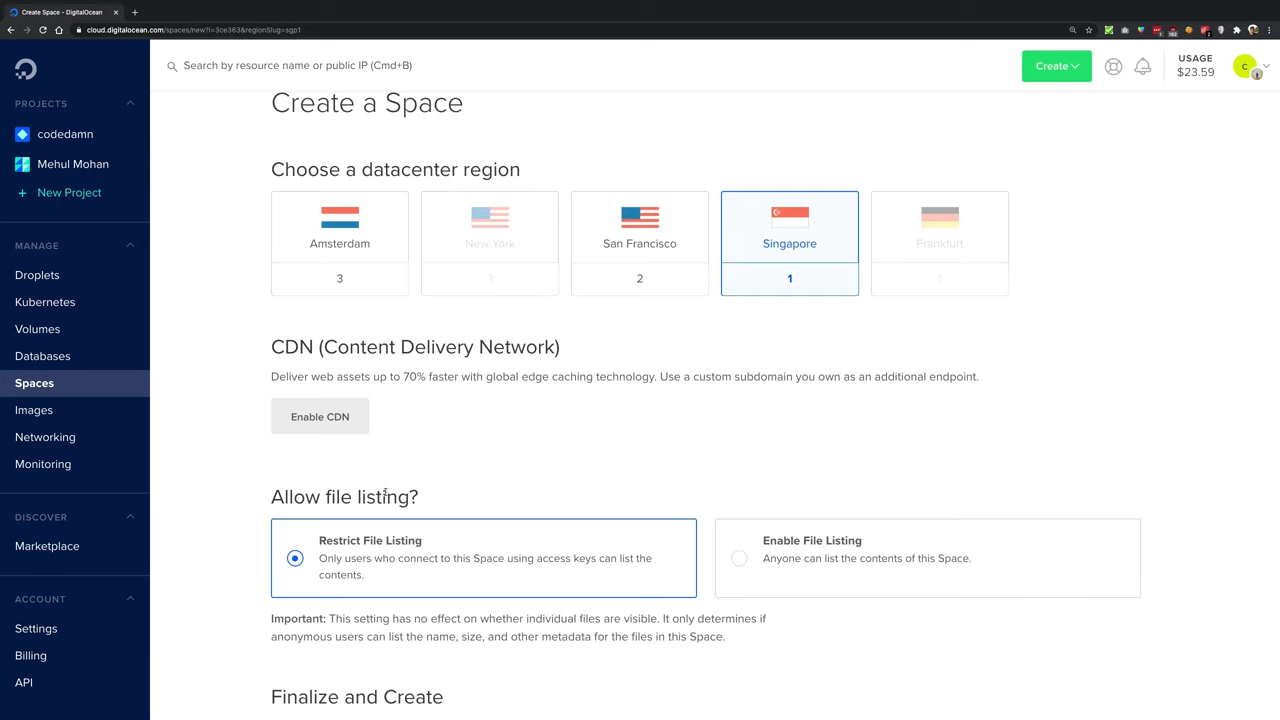 Create Space - DigitalOcean
cloud.digitalocean.com/spaces/new?i=3ce363&regionSlug=sgp1
Search by resource name or public IP (Cmd+B)
Create
USAGE
$23.59
C
PROJECTS
codedamn
Mehul Mohan
+ New Project
MANAGE
Droplets
Kubernetes
Volumes
Databases
Spaces
Images
Networking
Monitoring
DISCOVER
Marketplace
ACCOUNT
Settings
Billing
API
Create a Space
Choose a datacenter region
Amsterdam
3
New York
3
San Francisco
2
Singapore
1
Frankfurt
1
CDN (Content Delivery Network)
Deliver web assets up to 70% faster with global edge caching technology. Use a custom subdomain you own as an additional endpoint.
Enable CDN
Allow file listing?
Restrict File Listing
Only users who connect to this Space using access keys can list the
contents.
Enable File Listing
Anyone can list the contents of this Space.
Important: This setting has no effect on whether individual files are visible. It only determines if
anonymous users can list the name, size, and other metadata for the files in this Space.
Finalize and Create